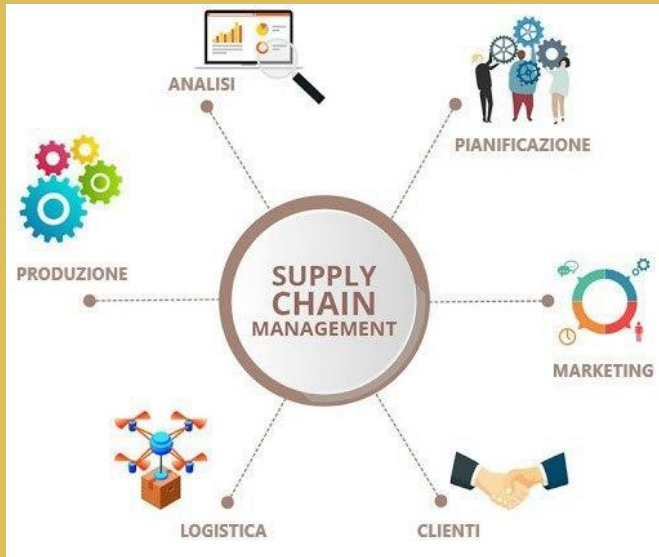 ANALISI
PIANIFICAZIONE
PRODUZIONE
SUPPLY
CHAIN
MANAGEMENT
MARKETING
LOGISTICA
CLIENTI